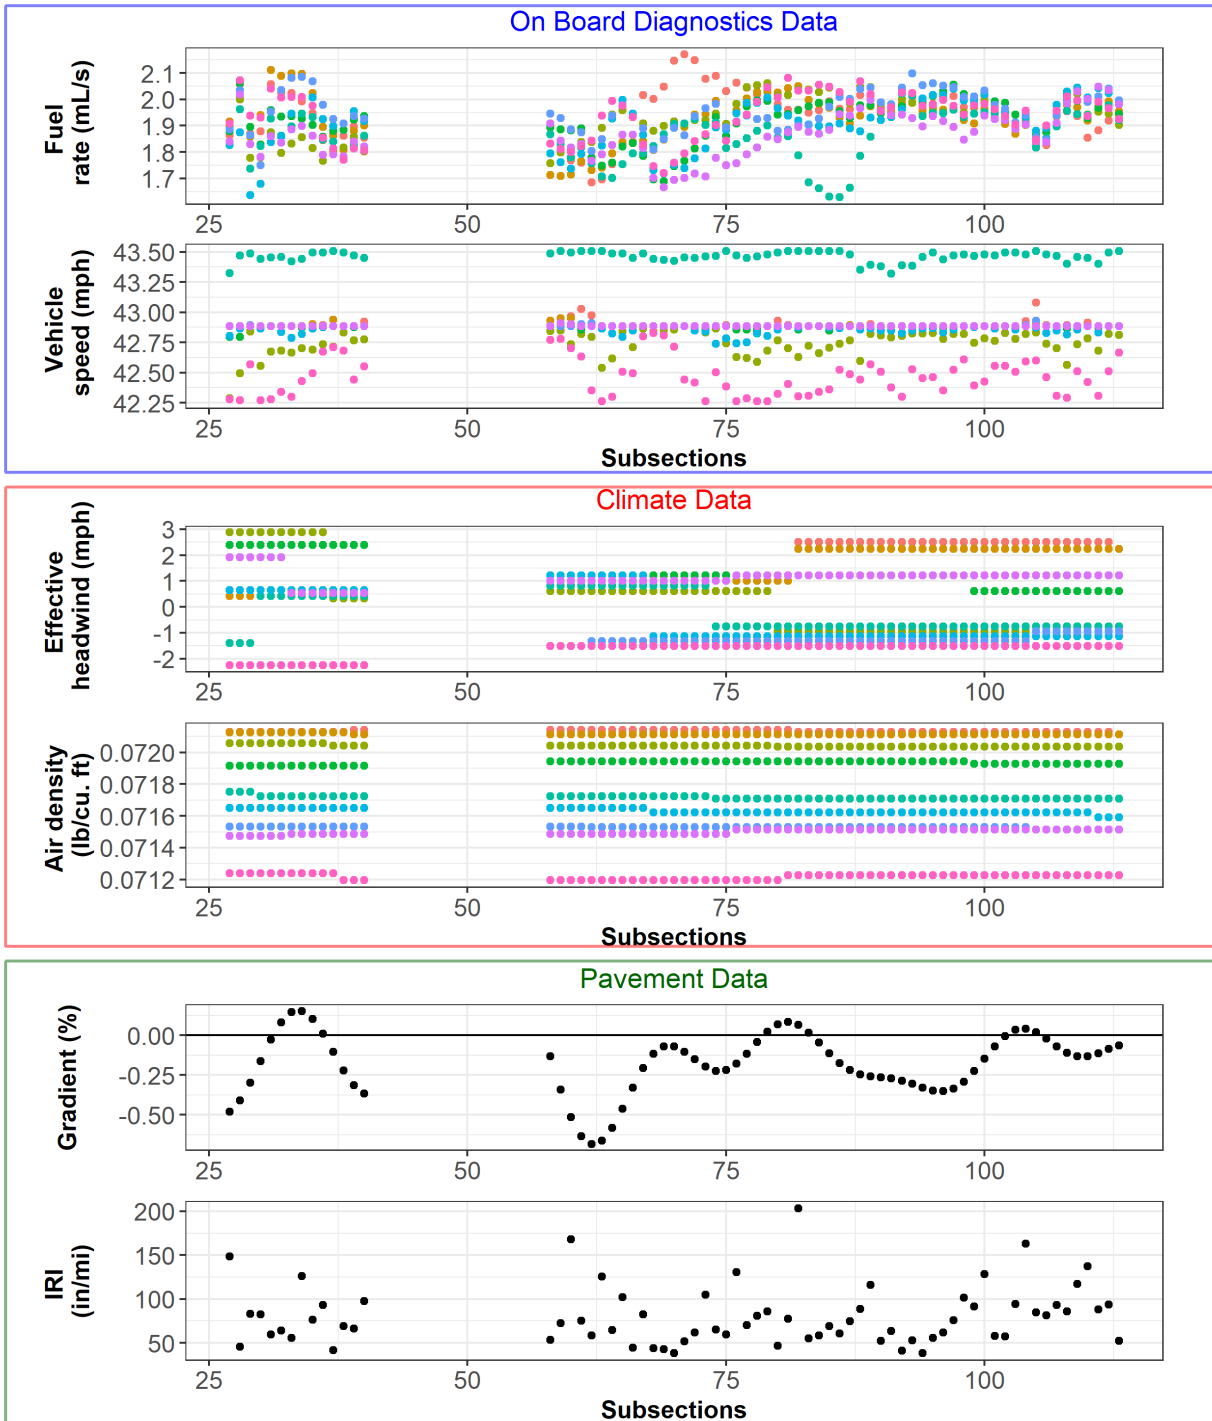 On Board Diagnostics Data
Fuel
rate (mL/s)
2.1
2.0
1.9
1.8
1.7
25 50 75 100
Vehicle
speed (mph)
43.50
43.25
43.00
42.75
42.50
42.25
25 50 75 100
Subsections
Climate Data
Effective
headwind (mph)
3
2
1
0
-1
-2
25 50 75 100
Air density
(lb/cu. ft)
0.0720
0.0718
0.0716
0.0714
0.0712
25 50 75 100
Subsections
Pavement Data
Gradient (%)
0.00
-0.25
-0.50
25 50 75 100
IRI
(in/mi)
200
150
100
50
25 50 75 100
Subsections